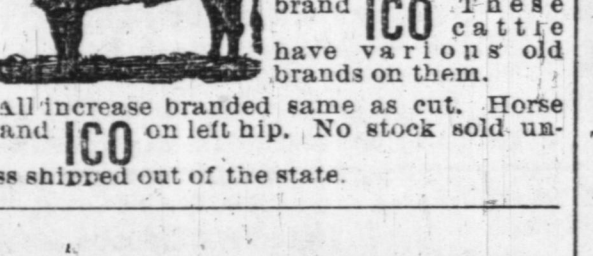 brand ICO These
cattle
have various old
brands on them.
All increase branded same as cut. Horse
and ICO on left hip. No stock sold un-
ss shipped out of the state.